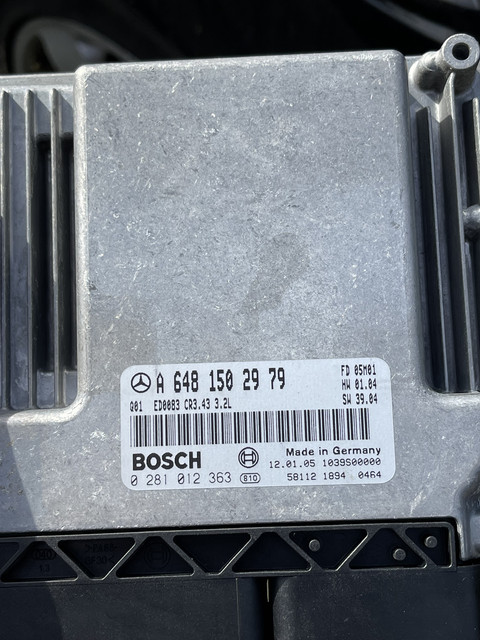 A 648 150 29 79
FD 05M01
HW 01.04
Q01 ED0083 CR3.43 3.2L
SW 39.04
Made in Germany
BOSCH
12.01.05 1039S00000
0 281 012 363 810
58112 1894 0464